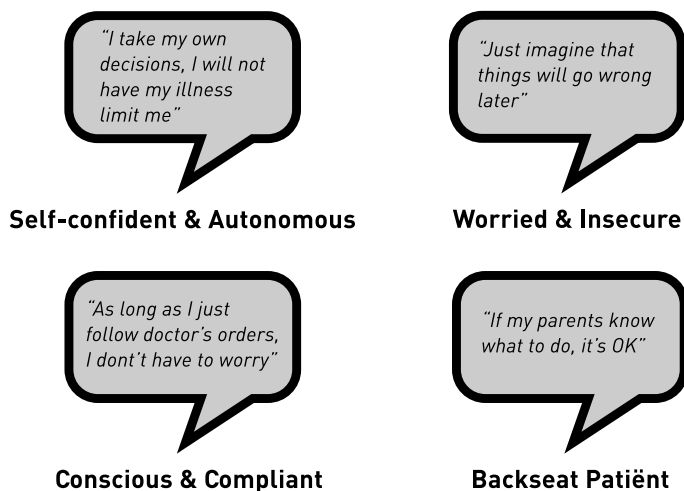 “I take my own
decisions, I will not
have my illness
limit me”
Self-confident & Autonomous
“Just imagine that
things will go wrong
later”
Worried & Insecure
“As long as I just
follow doctor’s orders,
I dont’t have to worry”
Conscious & Compliant
“If my parents know
what to do, it’s OK”
Backseat Patiënt